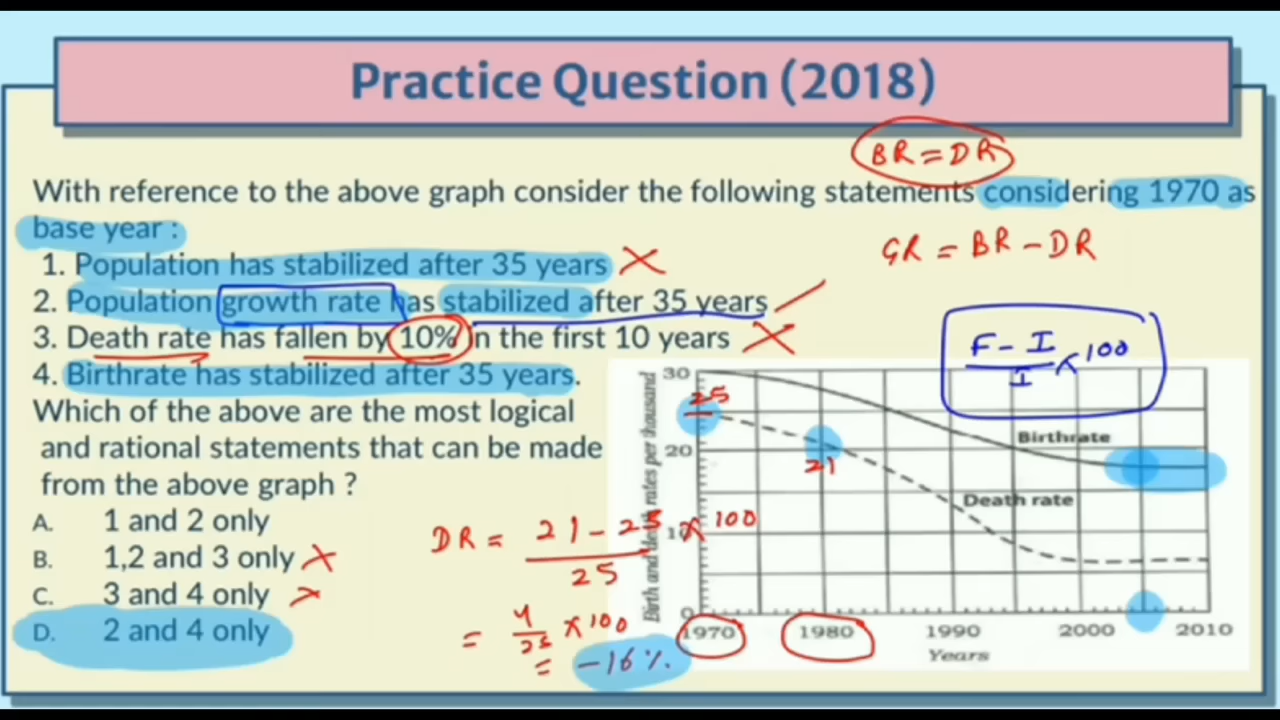 Practice Question (2018)
BR = DR
With reference to the above graph consider the following statements considering 1970 as
base year :
GR = BR - DR
1. Population has stabilized after 35 years
2. Population growth rate has stabilized after 35 years
3. Death rate has fallen by 10% in the first 10 years
4. Birthrate has stabilized after 35 years.
F - I / I × 100
Which of the above are the most logical
and rational statements that can be made
from the above graph ?
A. 1 and 2 only
B. 1,2 and 3 only
C. 3 and 4 only
D. 2 and 4 only
DR = 21 - 25 / 25 × 100
= 4 / 25 × 100
= -16 %.
Birth and death rates per thousand
30
20
10
0
25
21
Birthrate
Death rate
1970 1980 1990 2000 2010
Years